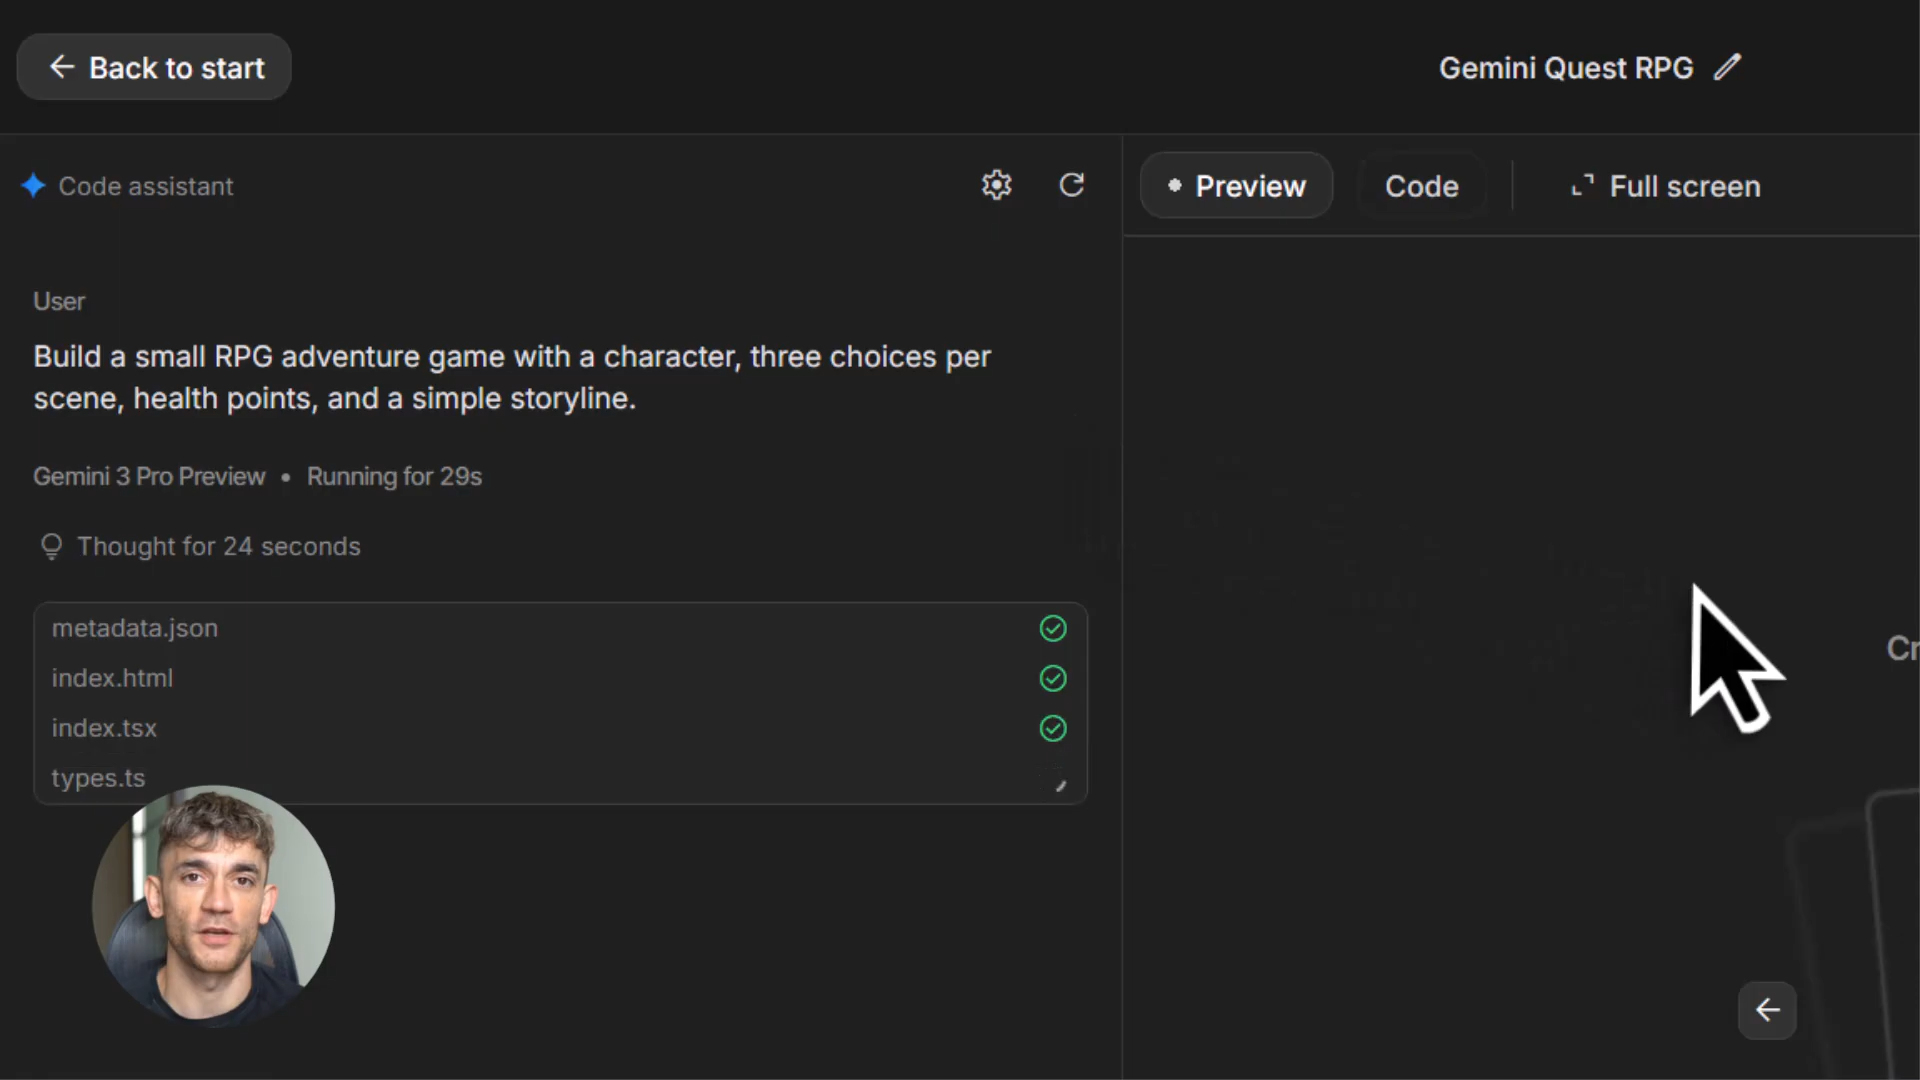 Back to start
Gemini Quest RPG
Code assistant
Preview
Code
Full screen
User
Build a small RPG adventure game with a character, three choices per
scene, health points, and a simple storyline.
Gemini 3 Pro Preview • Running for 29s
Thought for 24 seconds
metadata.json
index.html
index.tsx
types.ts